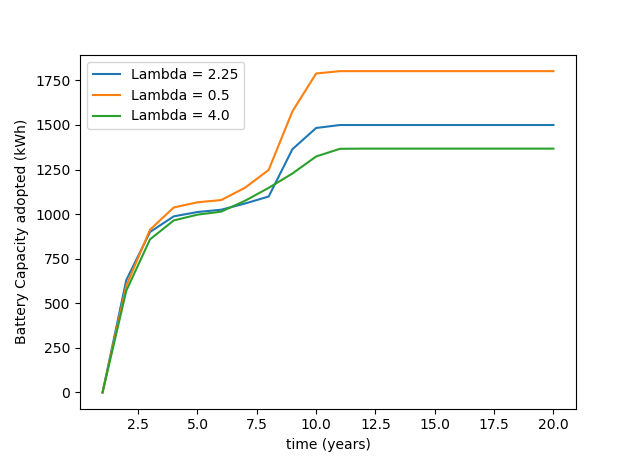 Lambda = 2.25
Lambda = 0.5
Lambda = 4.0
Battery Capacity adopted (kWh)
1750
1500
1250
1000
750
500
250
0
2.5 5.0 7.5 10.0 12.5 15.0 17.5 20.0
time (years)